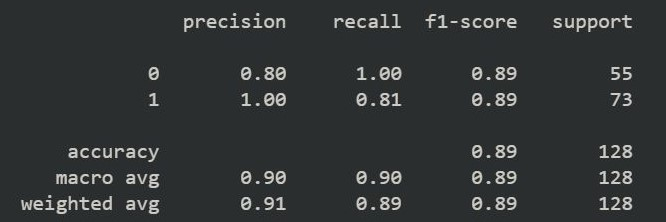 precision recall f1-score support
0 0.80 1.00 0.89 55
1 1.00 0.81 0.89 73
accuracy 0.89 128
macro avg 0.90 0.90 0.89 128
weighted avg 0.91 0.89 0.89 128